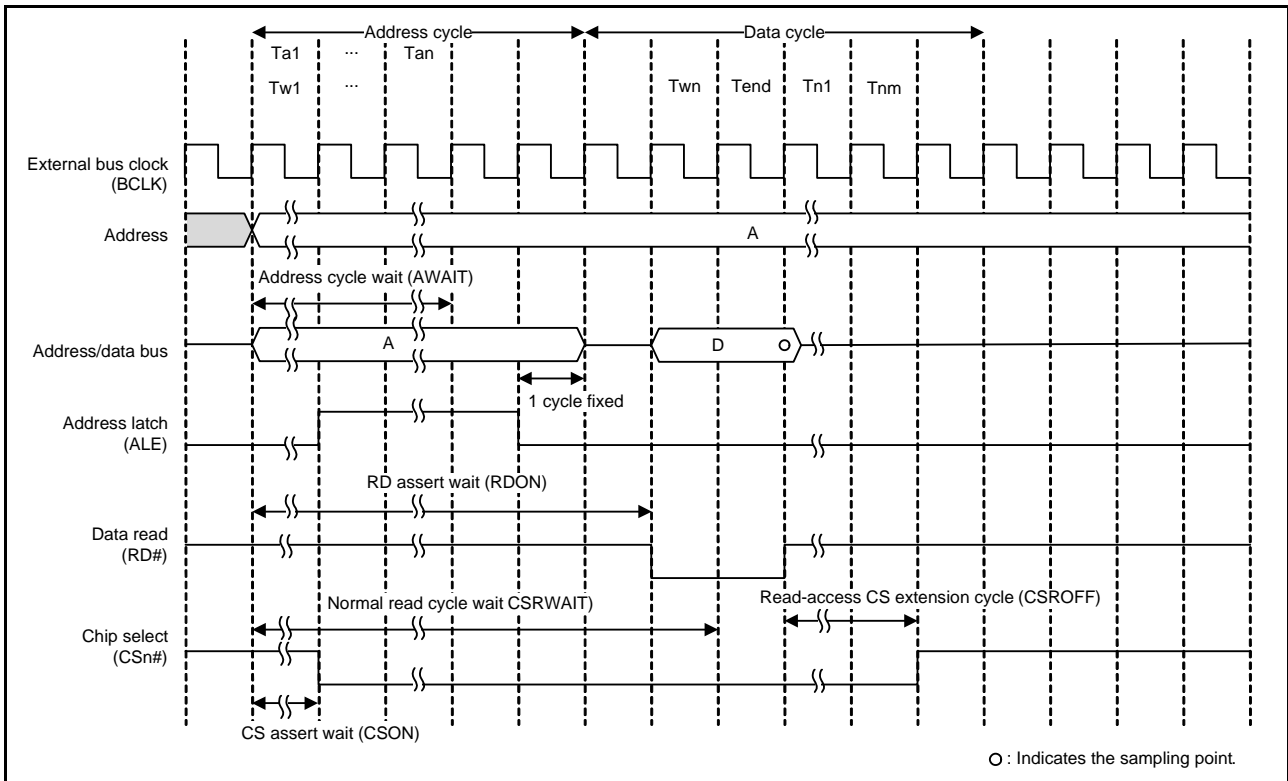 Address cycle Data cycle
Ta1 ... Tan
Tw1 ... Twn Tend Tn1 Tnm
External bus clock
(BCLK)
Address
A
Address cycle wait (AWAIT)
Address/data bus
A D
1 cycle fixed
Address latch
(ALE)
RD assert wait (RDON)
Data read
(RD#)
Normal read cycle wait CSRWAIT)
Read-access CS extension cycle (CSROFF)
Chip select
(CSn#)
CS assert wait (CSON)
: Indicates the sampling point.